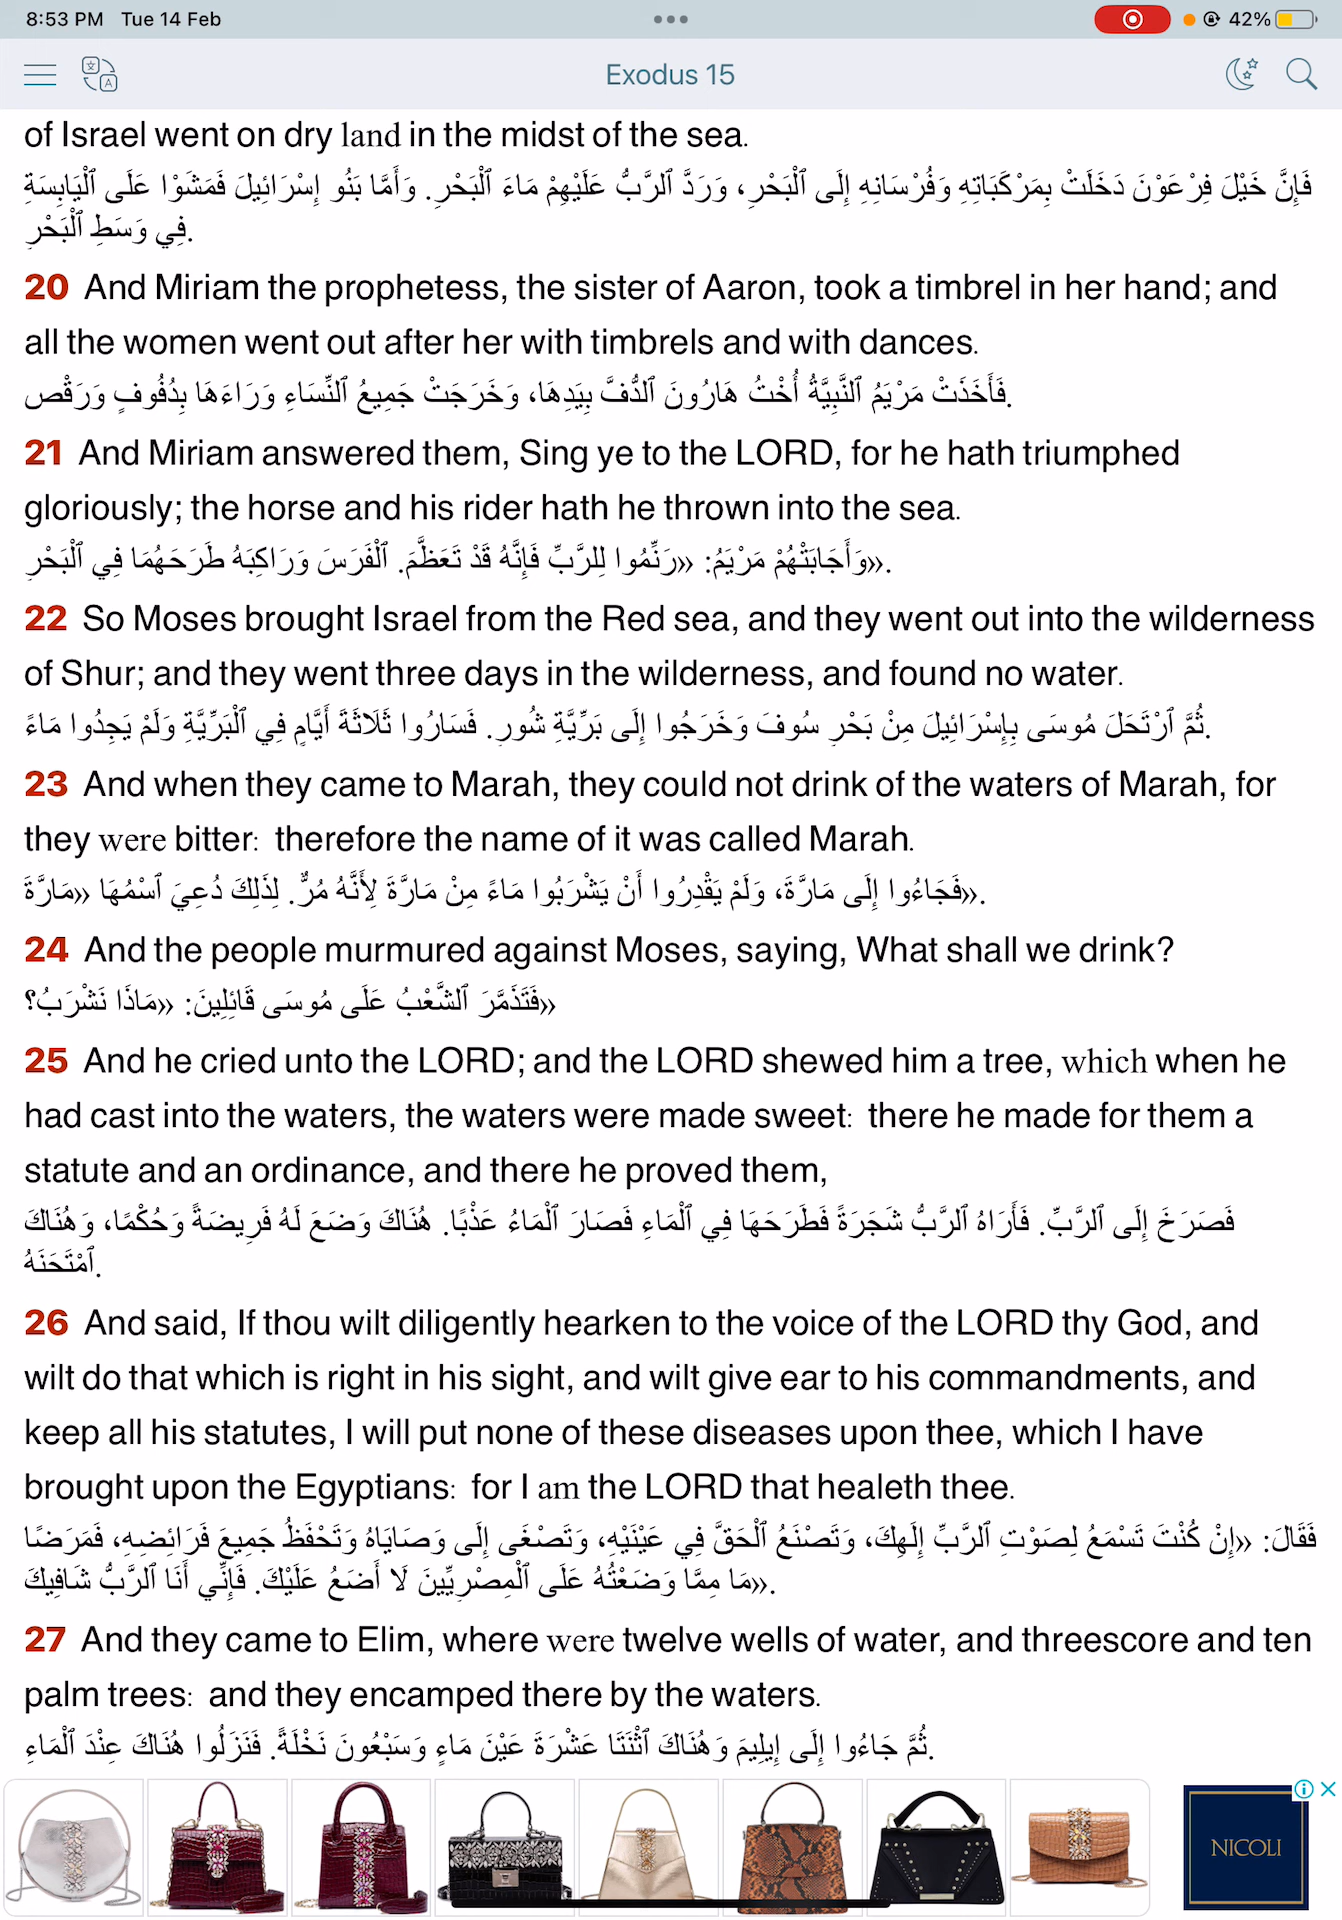 8:53 PM Tue 14 Feb
42%
Exodus 15
of Israel went on dry land in the midst of the sea.
فَإِنَّ خَيْلَ فِرْعَوْنَ دَخَلَتْ بِمَرْكَبَاتِهِ وَفُرْسَانِهِ إِلَى ٱلْبَحْرِ، وَرَدَّ ٱلرَّبُّ عَلَيْهِمْ مَاءَ ٱلْبَحْرِ. وَأَمَّا بَنُو إِسْرَائِيلَ فَمَشَوْا عَلَى ٱلْيَابِسَةِ
فِي وَسَطِ ٱلْبَحْرِ.
20 And Miriam the prophetess, the sister of Aaron, took a timbrel in her hand; and
all the women went out after her with timbrels and with dances.
فَأَخَذَتْ مَرْيَمُ ٱلنَّبِيَّةُ أُخْتُ هَارُونَ ٱلدُّفَّ بِيَدِهَا، وَخَرَجَتْ جَمِيعُ ٱلنِّسَاءِ وَرَاءَهَا بِدُفُوفٍ وَرَقْصٍ.
21 And Miriam answered them, Sing ye to the LORD, for he hath triumphed
gloriously; the horse and his rider hath he thrown into the sea.
وَأَجَابَتْهُمْ مَرْيَمُ: «رَنِّمُوا لِلرَّبِّ فَإِنَّهُ قَدْ تَعَظَّمَ. ٱلْفَرَسَ وَرَاكِبَهُ طَرَحَهُمَا فِي ٱلْبَحْرِ».
22 So Moses brought Israel from the Red sea, and they went out into the wilderness
of Shur; and they went three days in the wilderness, and found no water.
ثُمَّ ٱرْتَحَلَ مُوسَى بِإِسْرَائِيلَ مِنْ بَحْرِ سُوفَ وَخَرَجُوا إِلَى بَرِّيَّةِ شُورٍ. فَسَارُوا ثَلَاثَةَ أَيَّامٍ فِي ٱلْبَرِّيَّةِ وَلَمْ يَجِدُوا مَاءً.
23 And when they came to Marah, they could not drink of the waters of Marah, for
they were bitter: therefore the name of it was called Marah.
فَجَاءُوا إِلَى مَارَّةَ، وَلَمْ يَقْدِرُوا أَنْ يَشْرَبُوا مَاءً مِنْ مَارَّةَ لِأَنَّهُ مُرٌّ. لِذَلِكَ دُعِيَ ٱسْمُهَا «مَارَّةَ».
24 And the people murmured against Moses, saying, What shall we drink?
فَتَذَمَّرَ ٱلشَّعْبُ عَلَى مُوسَى قَائِلِينَ: «مَاذَا نَشْرَبُ؟»
25 And he cried unto the LORD; and the LORD shewed him a tree, which when he
had cast into the waters, the waters were made sweet: there he made for them a
statute and an ordinance, and there he proved them,
فَصَرَخَ إِلَى ٱلرَّبِّ. فَأَرَاهُ ٱلرَّبُّ شَجَرَةً فَطَرَحَهَا فِي ٱلْمَاءِ فَصَارَ ٱلْمَاءُ عَذْبًا. هُنَاكَ وَضَعَ لَهُ فَرِيضَةً وَحُكْمًا، وَهُنَاكَ
ٱمْتَحَنَهُ.
26 And said, If thou wilt diligently hearken to the voice of the LORD thy God, and
wilt do that which is right in his sight, and wilt give ear to his commandments, and
keep all his statutes, I will put none of these diseases upon thee, which I have
brought upon the Egyptians: for I am the LORD that healeth thee.
فَقَالَ: «إِنْ كُنْتَ تَسْمَعُ لِصَوْتِ ٱلرَّبِّ إِلَهِكَ، وَتَصْنَعُ ٱلْحَقَّ فِي عَيْنَيْهِ، وَتَصْغَى إِلَى وَصَايَاهُ وَتَحْفَظُ جَمِيعَ فَرَائِضِهِ، فَمَرَضًا
مَا مِمَّا وَضَعْتُهُ عَلَى ٱلْمِصْرِيِّينَ لَا أَضَعُ عَلَيْكَ. فَإِنِّي أَنَا ٱلرَّبُّ شَافِيكَ».
27 And they came to Elim, where were twelve wells of water, and threescore and ten
palm trees: and they encamped there by the waters.
ثُمَّ جَاءُوا إِلَى إِيلِيمَ وَهُنَاكَ ٱثْنَتَا عَشْرَةَ عَيْنَ مَاءٍ وَسَبْعُونَ نَخْلَةً. فَنَزَلُوا هُنَاكَ عِنْدَ ٱلْمَاءِ.
NICOLI